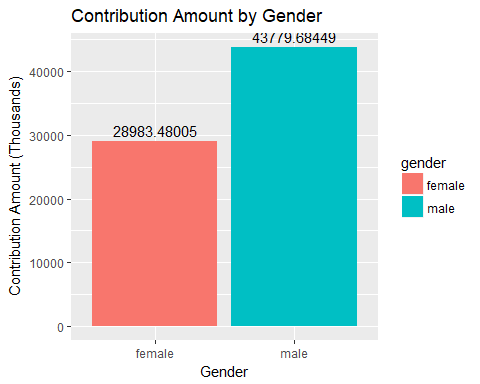 Contribution Amount by Gender
43779.68449
28983.48005
40000
30000
20000
10000
0
Contribution Amount (Thousands)
female
male
Gender
gender
female
male